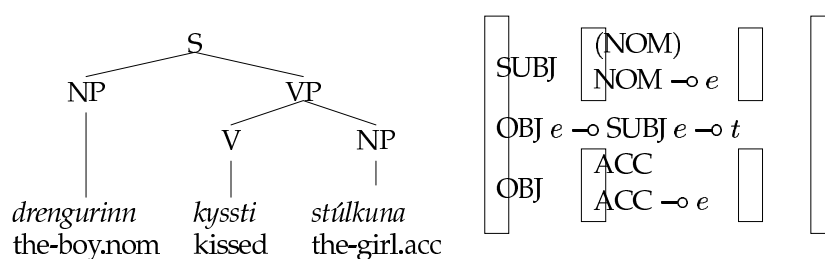 S
NP VP
V NP
drengurinn kyssti stúlkuna
the-boy.nom kissed the-girl.acc
(NOM)
SUBJ
NOM ⊸ e
OBJ e ⊸ SUBJ e ⊸ t
ACC
OBJ
ACC ⊸ e